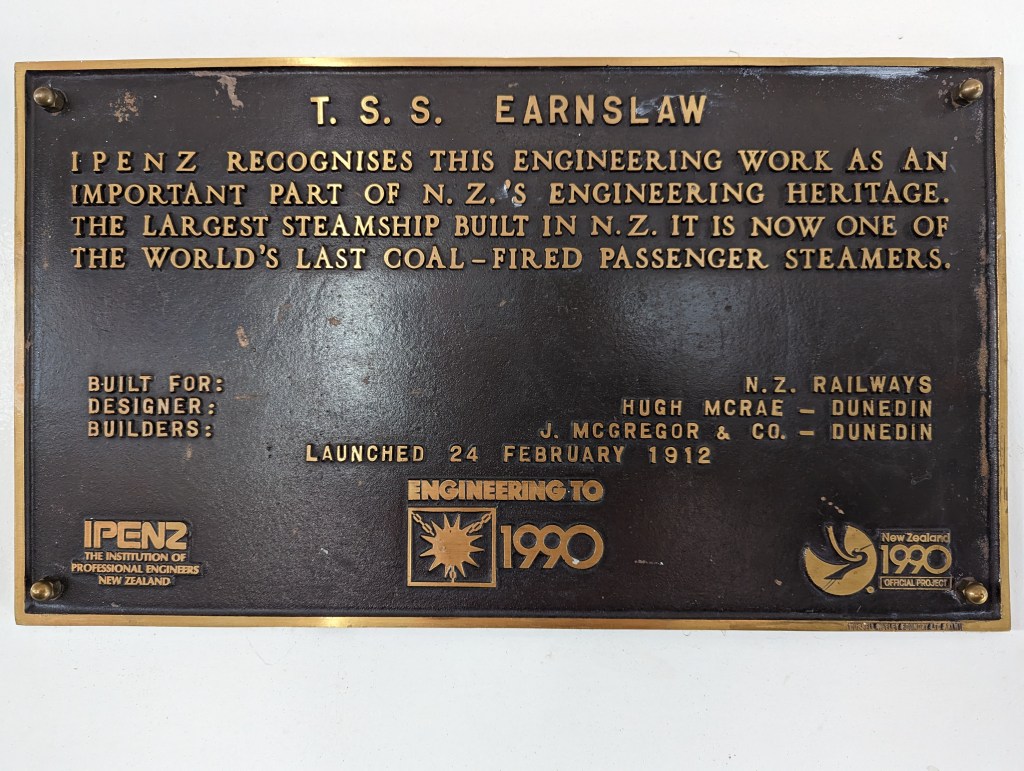 T. S. S. EARNSLAW
I P E N Z RECOGNISES THIS ENGINEERING WORK AS AN
IMPORTANT PART OF N. Z.'S ENGINEERING HERITAGE.
THE LARGEST STEAMSHIP BUILT IN N. Z. IT IS NOW ONE OF
THE WORLD'S LAST COAL-FIRED PASSENGER STEAMERS.
BUILT FOR: N. Z. RAILWAYS
DESIGNER: HUGH MCRAE – DUNEDIN
BUILDERS: J. MCGREGOR & CO. – DUNEDIN
LAUNCHED 24 FEBRUARY 1912
ENGINEERING TO
1990
IPENZ
THE INSTITUTION OF
PROFESSIONAL ENGINEERS
NEW ZEALAND
New Zealand
1990
OFFICIAL PROJECT